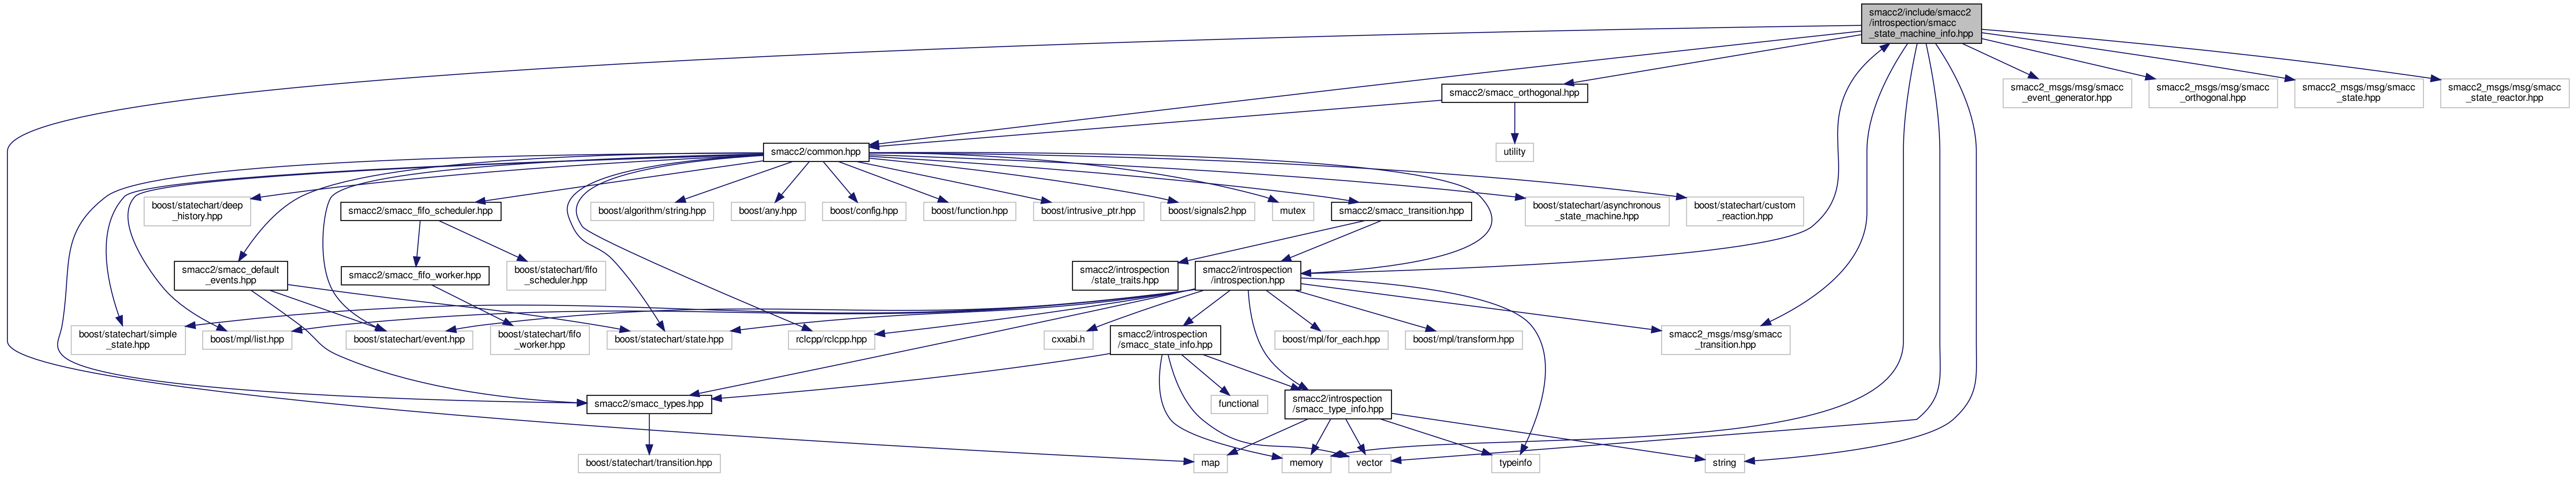 smacc2/include/smacc2
/introspection/smacc
_state_machine_info.hpp
smacc2/smacc_orthogonal.hpp
smacc2_msgs/msg/smacc
_event_generator.hpp
smacc2_msgs/msg/smacc
_orthogonal.hpp
smacc2_msgs/msg/smacc
_state.hpp
smacc2_msgs/msg/smacc
_state_reactor.hpp
smacc2/common.hpp
utility
boost/statechart/deep
_history.hpp
smacc2/smacc_fifo_scheduler.hpp
boost/algorithm/string.hpp
boost/any.hpp
boost/config.hpp
boost/function.hpp
boost/intrusive_ptr.hpp
boost/signals2.hpp
mutex
smacc2/smacc_transition.hpp
boost/statechart/asynchronous
_state_machine.hpp
boost/statechart/custom
_reaction.hpp
smacc2/smacc_default
_events.hpp
smacc2/smacc_fifo_worker.hpp
boost/statechart/fifo
_scheduler.hpp
smacc2/introspection
/state_traits.hpp
smacc2/introspection
/introspection.hpp
boost/statechart/simple
_state.hpp
boost/mpl/list.hpp
boost/statechart/event.hpp
boost/statechart/fifo
_worker.hpp
boost/statechart/state.hpp
rclcpp/rclcpp.hpp
cxxabi.h
smacc2/introspection
/smacc_state_info.hpp
boost/mpl/for_each.hpp
boost/mpl/transform.hpp
smacc2_msgs/msg/smacc
_transition.hpp
smacc2/smacc_types.hpp
functional
smacc2/introspection
/smacc_type_info.hpp
boost/statechart/transition.hpp
map
memory
vector
typeinfo
string